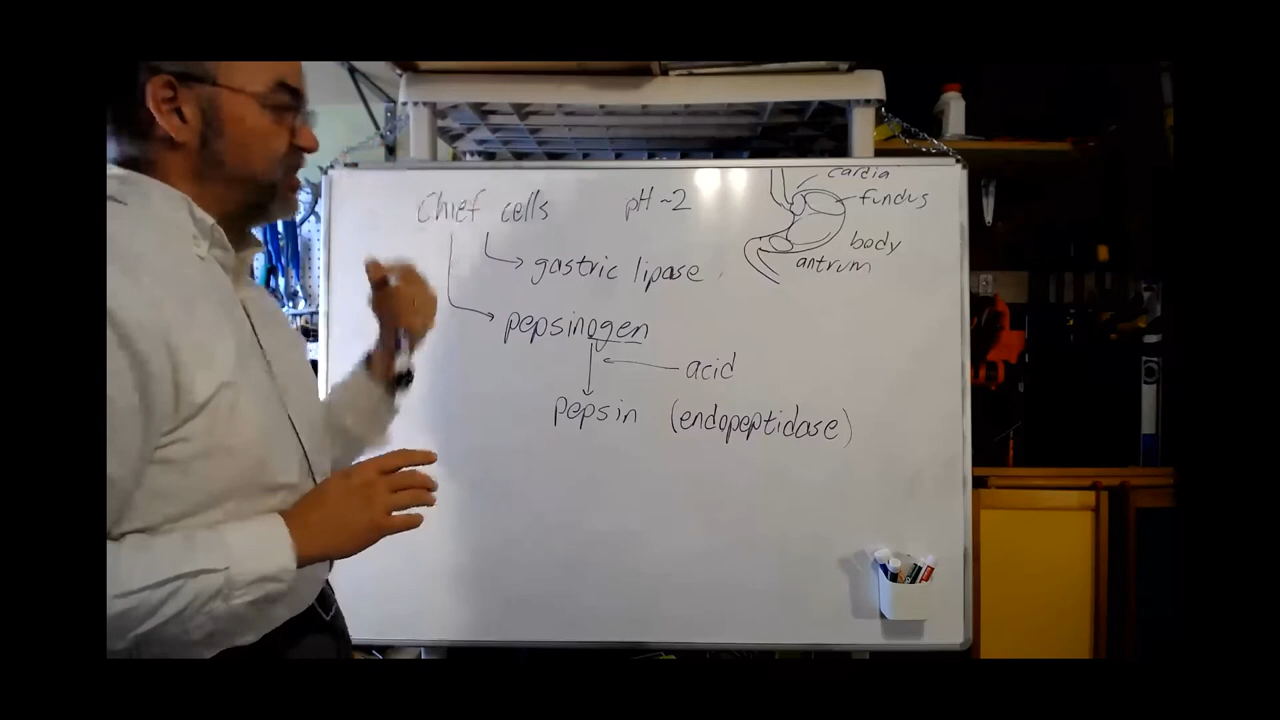 Chief cells
pH ~2
cardia
fundus
body
antrum
gastric lipase
pepsinogen
acid
pepsin (endopeptidase)